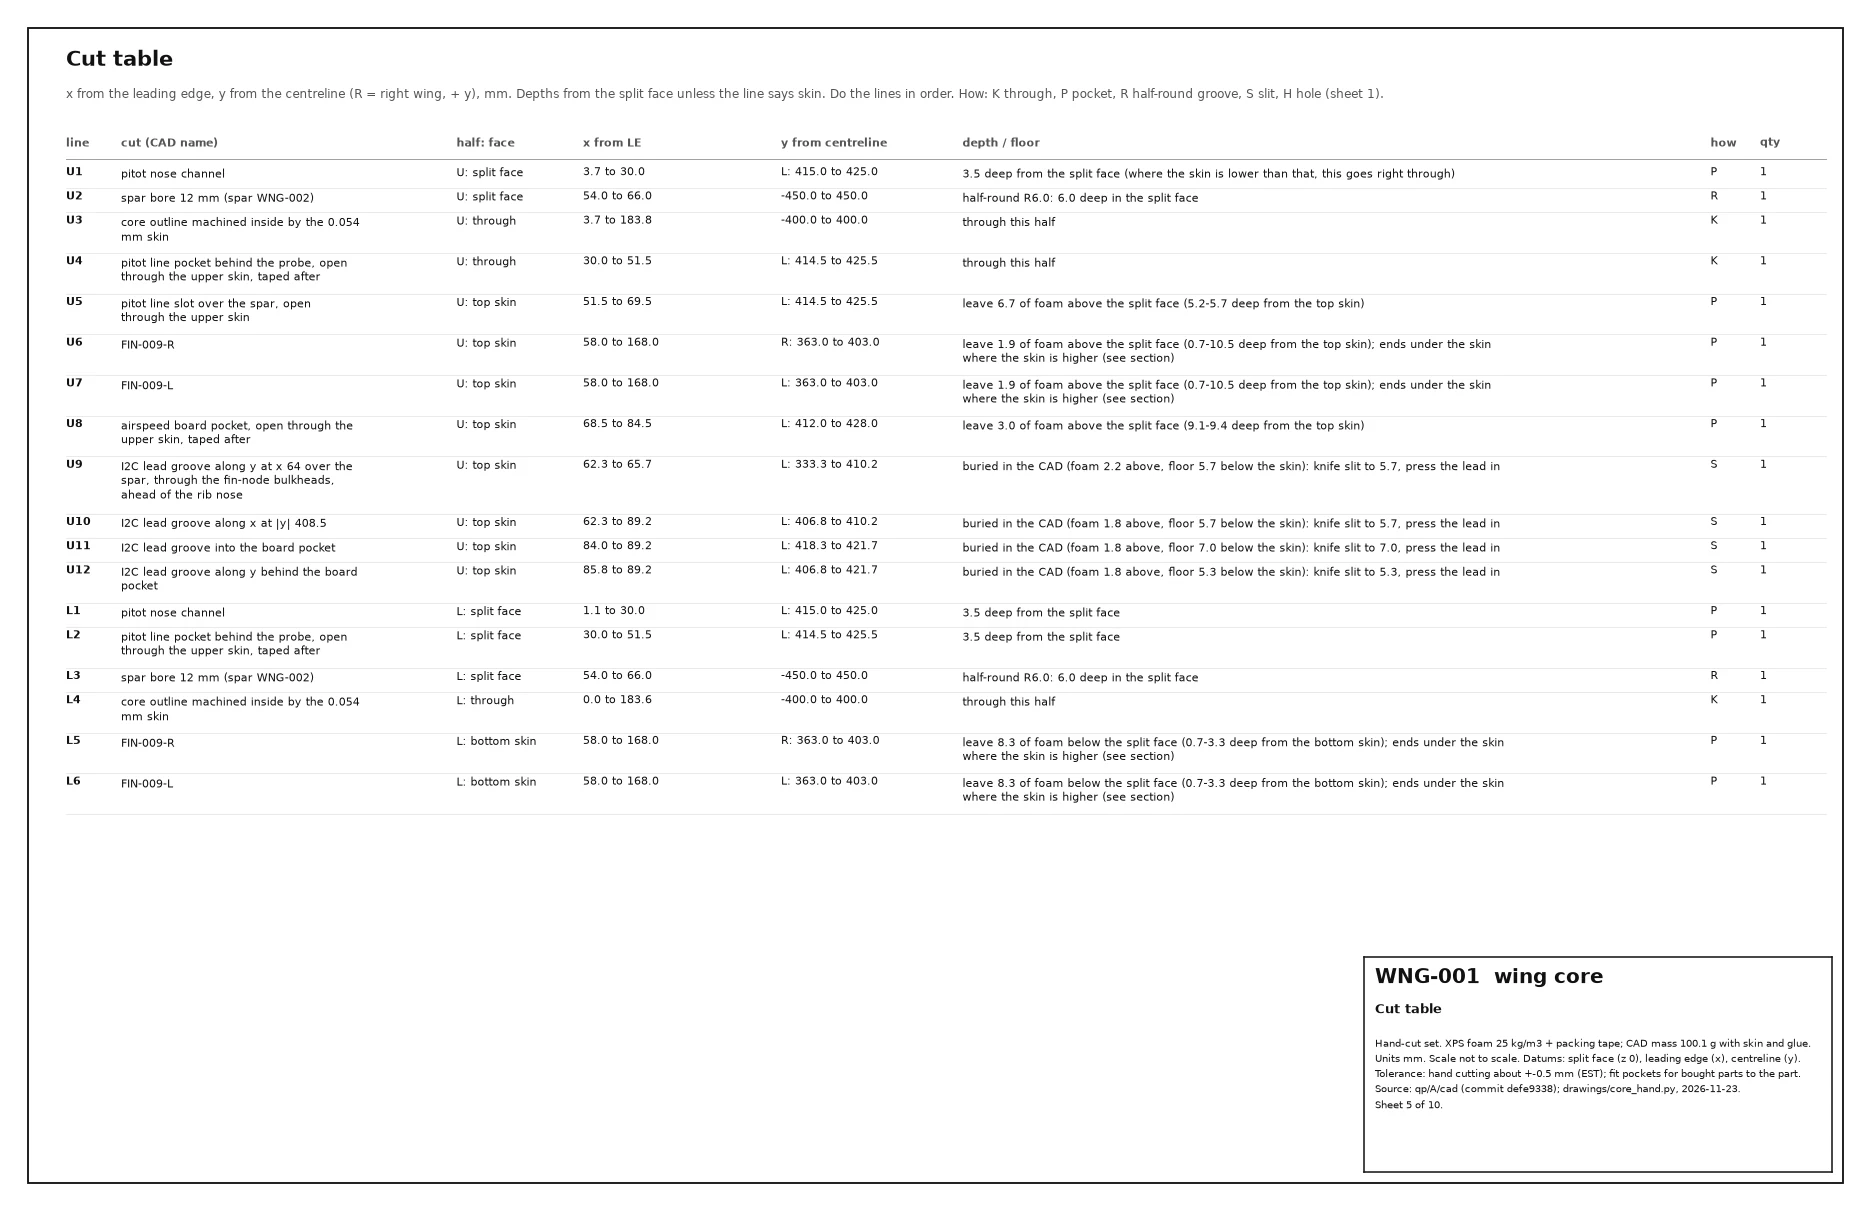 Cut table
x from the leading edge, y from the centreline (R = right wing, + y), mm. Depths from the split face unless the line says skin. Do the lines in order. How: K through, P pocket, R half-round groove, S slit, H hole (sheet 1).
line cut (CAD name) half: face x from LE y from centreline depth / floor how qty
U1 pitot nose channel U: split face 3.7 to 30.0 L: 415.0 to 425.0 3.5 deep from the split face (where the skin is lower than that, this goes right through) P 1
U2 spar bore 12 mm (spar WNG-002) U: split face 54.0 to 66.0 -450.0 to 450.0 half-round R6.0: 6.0 deep in the split face R 1
U3 core outline machined inside by the 0.054 U: through 3.7 to 183.8 -400.0 to 400.0 through this half K 1
mm skin
U4 pitot line pocket behind the probe, open U: through 30.0 to 51.5 L: 414.5 to 425.5 through this half K 1
through the upper skin, taped after
U5 pitot line slot over the spar, open U: top skin 51.5 to 69.5 L: 414.5 to 425.5 leave 6.7 of foam above the split face (5.2-5.7 deep from the top skin) P 1
through the upper skin
U6 FIN-009-R U: top skin 58.0 to 168.0 R: 363.0 to 403.0 leave 1.9 of foam above the split face (0.7-10.5 deep from the top skin); ends under the skin P 1
where the skin is higher (see section)
U7 FIN-009-L U: top skin 58.0 to 168.0 L: 363.0 to 403.0 leave 1.9 of foam above the split face (0.7-10.5 deep from the top skin); ends under the skin P 1
where the skin is higher (see section)
U8 airspeed board pocket, open through the U: top skin 68.5 to 84.5 L: 412.0 to 428.0 leave 3.0 of foam above the split face (9.1-9.4 deep from the top skin) P 1
upper skin, taped after
U9 I2C lead groove along y at x 64 over the U: top skin 62.3 to 65.7 L: 333.3 to 410.2 buried in the CAD (foam 2.2 above, floor 5.7 below the skin): knife slit to 5.7, press the lead in S 1
spar, through the fin-node bulkheads,
ahead of the rib nose
U10 I2C lead groove along x at |y| 408.5 U: top skin 62.3 to 89.2 L: 406.8 to 410.2 buried in the CAD (foam 1.8 above, floor 5.7 below the skin): knife slit to 5.7, press the lead in S 1
U11 I2C lead groove into the board pocket U: top skin 84.0 to 89.2 L: 418.3 to 421.7 buried in the CAD (foam 1.8 above, floor 7.0 below the skin): knife slit to 7.0, press the lead in S 1
U12 I2C lead groove along y behind the board U: top skin 85.8 to 89.2 L: 406.8 to 421.7 buried in the CAD (foam 1.8 above, floor 5.3 below the skin): knife slit to 5.3, press the lead in S 1
pocket
L1 pitot nose channel L: split face 1.1 to 30.0 L: 415.0 to 425.0 3.5 deep from the split face P 1
L2 pitot line pocket behind the probe, open L: split face 30.0 to 51.5 L: 414.5 to 425.5 3.5 deep from the split face P 1
through the upper skin, taped after
L3 spar bore 12 mm (spar WNG-002) L: split face 54.0 to 66.0 -450.0 to 450.0 half-round R6.0: 6.0 deep in the split face R 1
L4 core outline machined inside by the 0.054 L: through 0.0 to 183.6 -400.0 to 400.0 through this half K 1
mm skin
L5 FIN-009-R L: bottom skin 58.0 to 168.0 R: 363.0 to 403.0 leave 8.3 of foam below the split face (0.7-3.3 deep from the bottom skin); ends under the skin P 1
where the skin is higher (see section)
L6 FIN-009-L L: bottom skin 58.0 to 168.0 L: 363.0 to 403.0 leave 8.3 of foam below the split face (0.7-3.3 deep from the bottom skin); ends under the skin P 1
where the skin is higher (see section)
WNG-001 wing core
Cut table
Hand-cut set. XPS foam 25 kg/m3 + packing tape; CAD mass 100.1 g with skin and glue.
Units mm. Scale not to scale. Datums: split face (z 0), leading edge (x), centreline (y).
Tolerance: hand cutting about +-0.5 mm (EST); fit pockets for bought parts to the part.
Source: qp/A/cad (commit defe9338); drawings/core_hand.py, 2026-11-23.
Sheet 5 of 10.